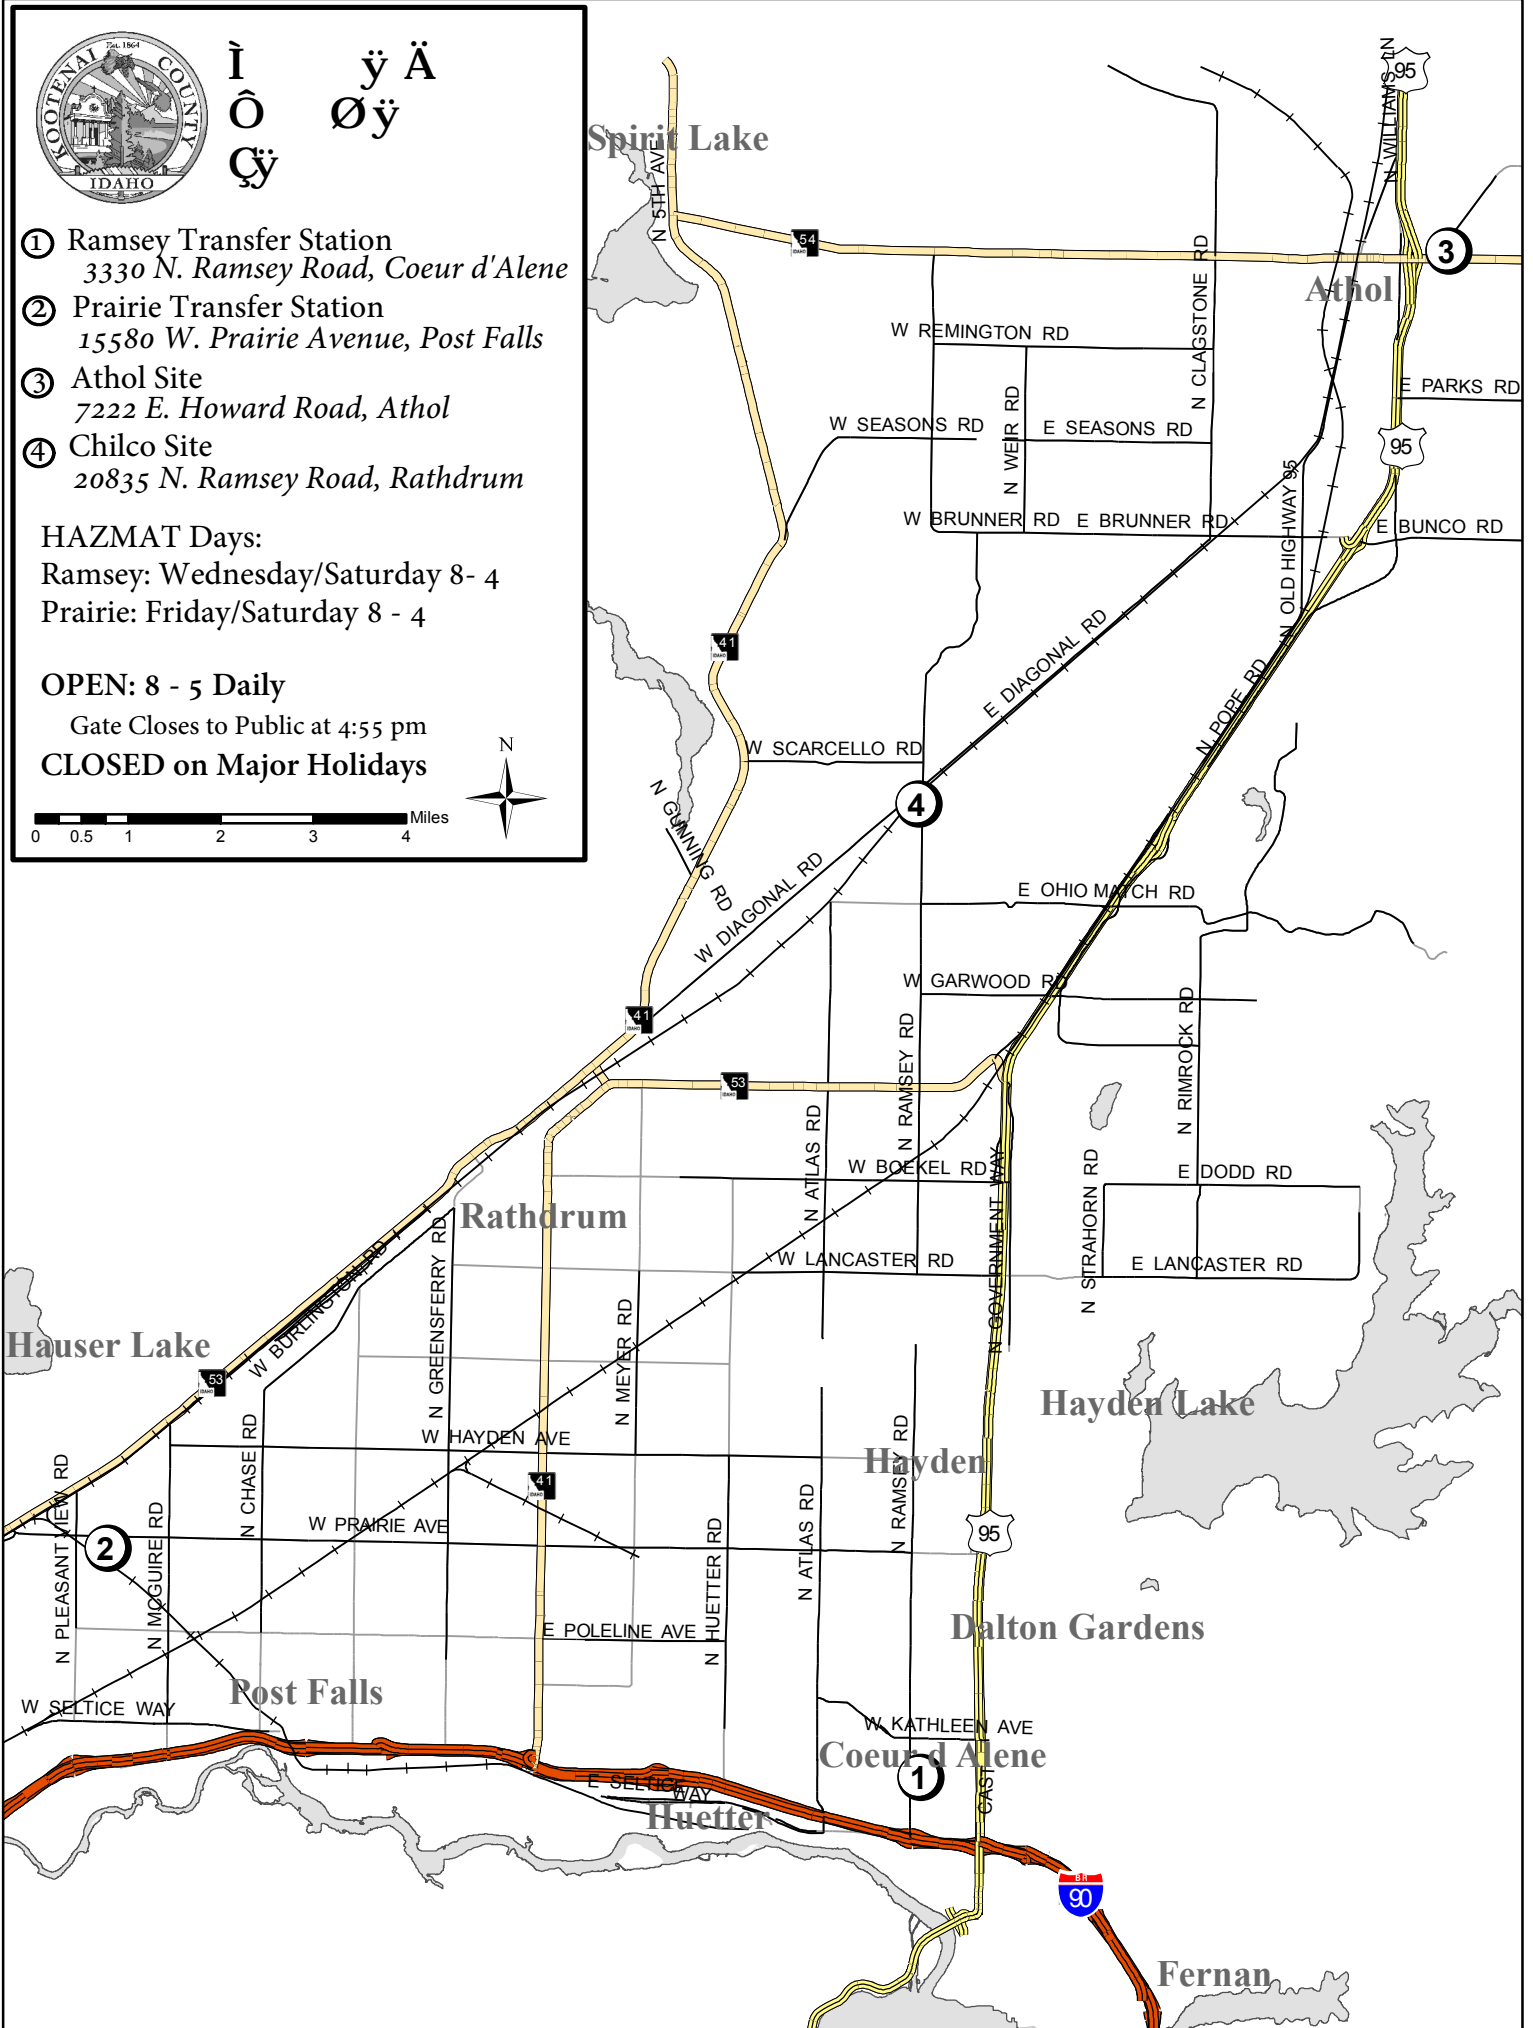 Est. 1864
KOOTENAI COUNTY
IDAHO
Ì ÿ Ä
Ô Øÿ
Çÿ
1 Ramsey Transfer Station
3330 N. Ramsey Road, Coeur d'Alene
2 Prairie Transfer Station
15580 W. Prairie Avenue, Post Falls
3 Athol Site
7222 E. Howard Road, Athol
4 Chilco Site
20835 N. Ramsey Road, Rathdrum
HAZMAT Days:
Ramsey: Wednesday/Saturday 8- 4
Prairie: Friday/Saturday 8 - 4
OPEN: 8 - 5 Daily
Gate Closes to Public at 4:55 pm
CLOSED on Major Holidays
N
Miles
0 0.5 1 2 3 4
95
N WILLIAMS LN
Spirit Lake
N 5TH AVE
54
IDAHO
3
Athol
N CLAGSTONE RD
W REMINGTON RD
E PARKS RD
N WEIR RD
W SEASONS RD
E SEASONS RD
95
N OLD HIGHWAY 95
W BRUNNER RD
E BRUNNER RD
E BUNCO RD
41
IDAHO
E DIAGONAL RD
N POPE RD
W SCARCELLO RD
4
N GUNNING RD
W DIAGONAL RD
E OHIO MATCH RD
W GARWOOD RD
41
IDAHO
N RAMSEY RD
N RIMROCK RD
53
IDAHO
N ATLAS RD
W BOEKEL RD
N GOVERNMENT WAY
N STRAHORN RD
E DODD RD
Rathdrum
N GREENSFERRY RD
W LANCASTER RD
E LANCASTER RD
W BURLINGTON RD
N MEYER RD
Hauser Lake
53
IDAHO
Hayden Lake
N CHASE RD
W HAYDEN AVE
Hayden
N RAMSEY RD
41
IDAHO
N PLEASANT VIEW RD
N MCGUIRE RD
W PRAIRIE AVE
2
N HUETTER RD
N ATLAS RD
95
E POLELINE AVE
Dalton Gardens
Post Falls
W SELTICE WAY
W KATHLEEN AVE
Coeur d Alene
1
CAST
E SELTICE WAY
Huetter
BR
90
Fernan